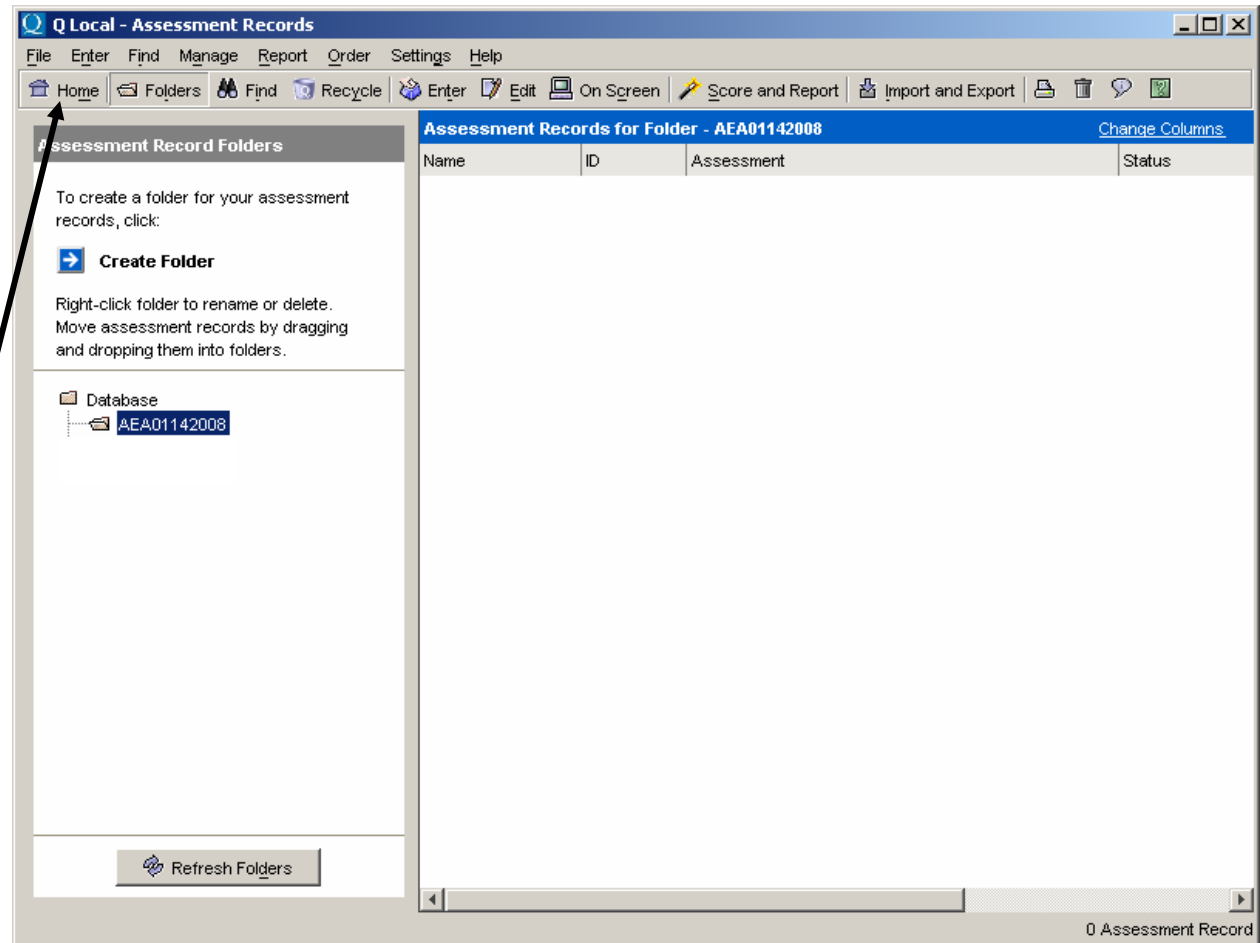 Q Local - Assessment Records
File Enter Find Manage Report Order Settings Help
Home Folders Find Recycle Enter Edit On Screen Score and Report Import and Export
Assessment Record Folders
To create a folder for your assessment
records, click:
Create Folder
Right-click folder to rename or delete.
Move assessment records by dragging
and dropping them into folders.
Database
AEA01142008
Refresh Folders
Assessment Records for Folder - AEA01142008 Change Columns
Name ID Assessment Status
0 Assessment Record